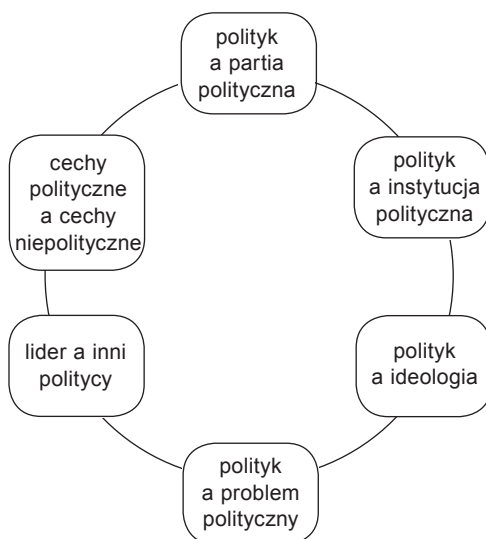 polityk
a partia
polityczna
polityk
a instytucja
polityczna
polityk
a ideologia
polityk
a problem
polityczny
lider a inni
politycy
cechy
polityczne
a cechy
niepolityczne